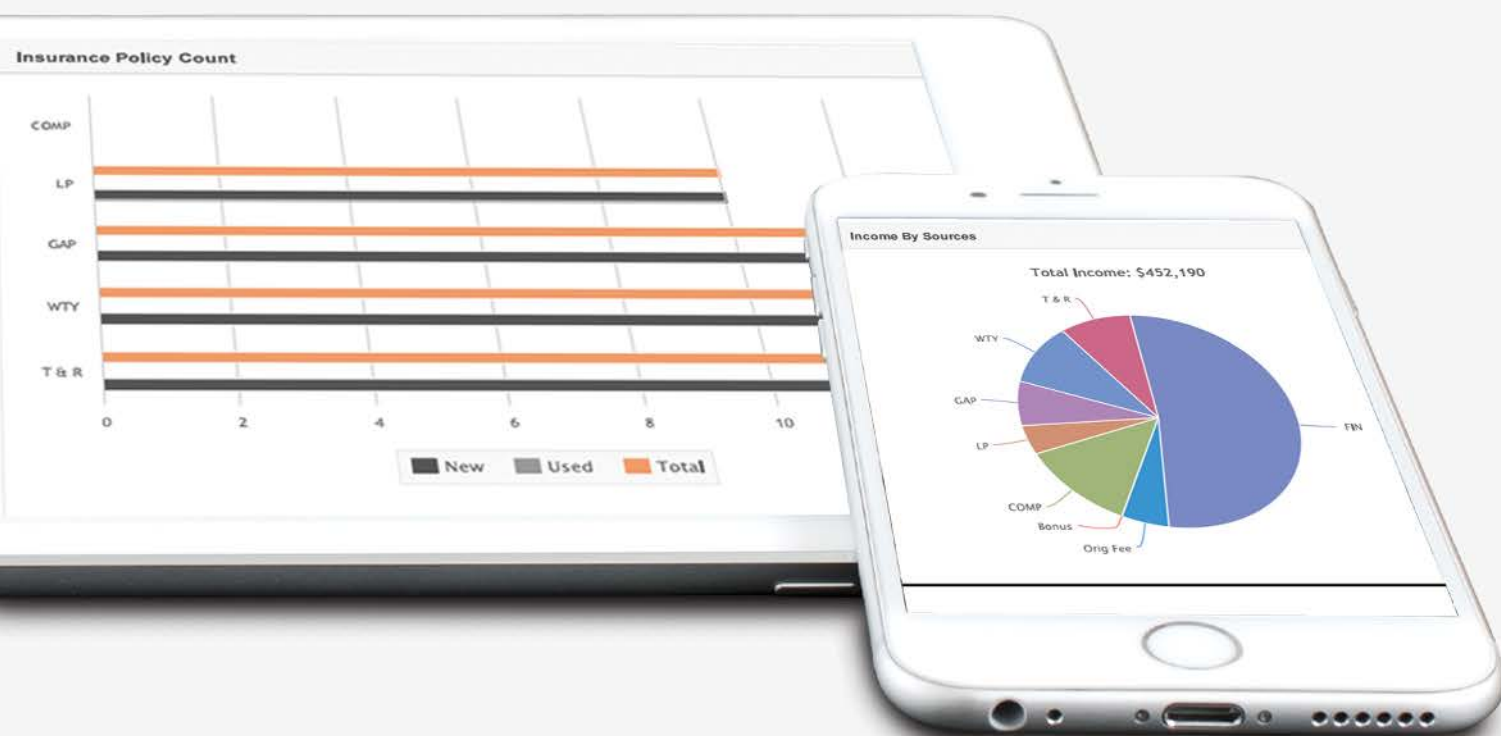 Insurance Policy Count
COMP
LP
GAP
WTY
T & R
0 2 4 6 8 10
New Used Total
Income By Sources
Total Income: $452,190
T & R
WTY
GAP
LP
COMP
Bonus
Orig Fee
FIN